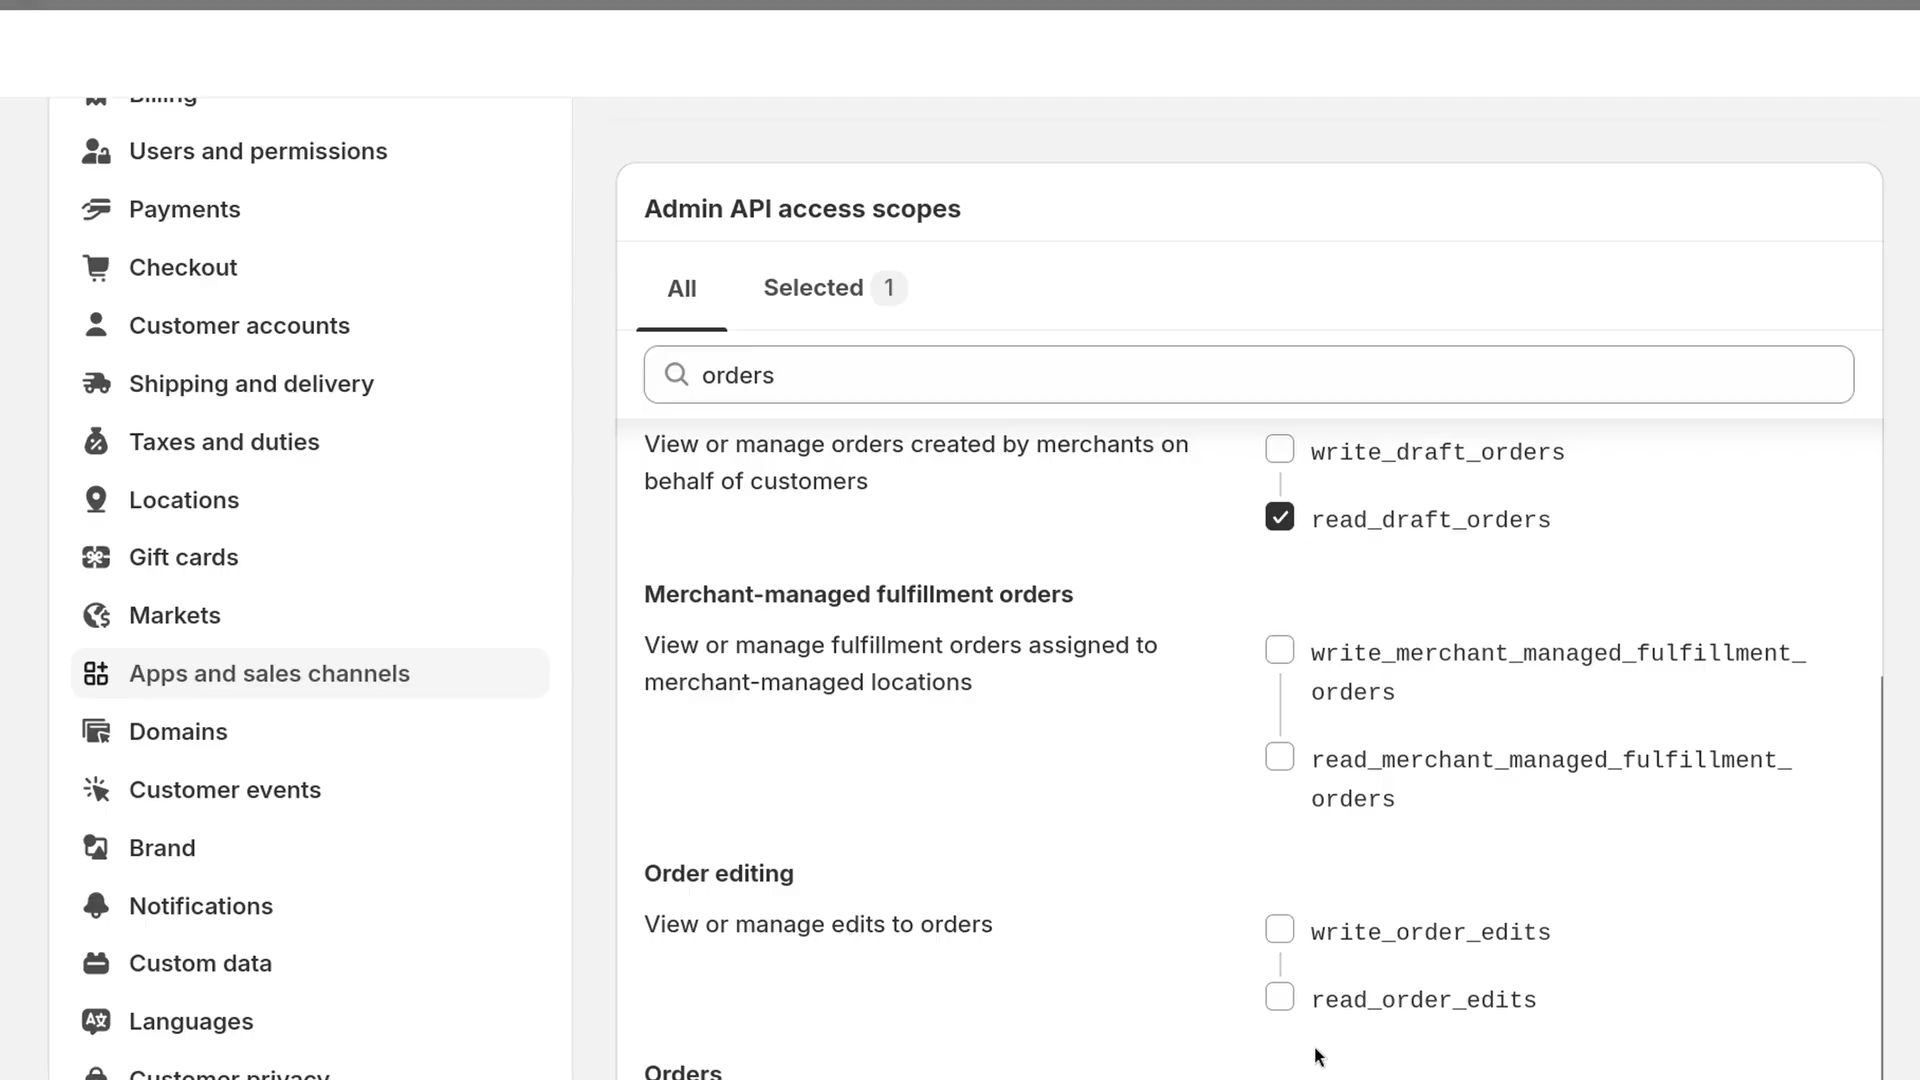 Billing
Users and permissions
Payments
Checkout
Customer accounts
Shipping and delivery
Taxes and duties
Locations
Gift cards
Markets
Apps and sales channels
Domains
Customer events
Brand
Notifications
Custom data
Languages
Customer privacy
Admin API access scopes
All
Selected 1
orders
View or manage orders created by merchants on
behalf of customers
write_draft_orders
read_draft_orders
Merchant-managed fulfillment orders
View or manage fulfillment orders assigned to
merchant-managed locations
write_merchant_managed_fulfillment_
orders
read_merchant_managed_fulfillment_
orders
Order editing
View or manage edits to orders
write_order_edits
read_order_edits
Orders